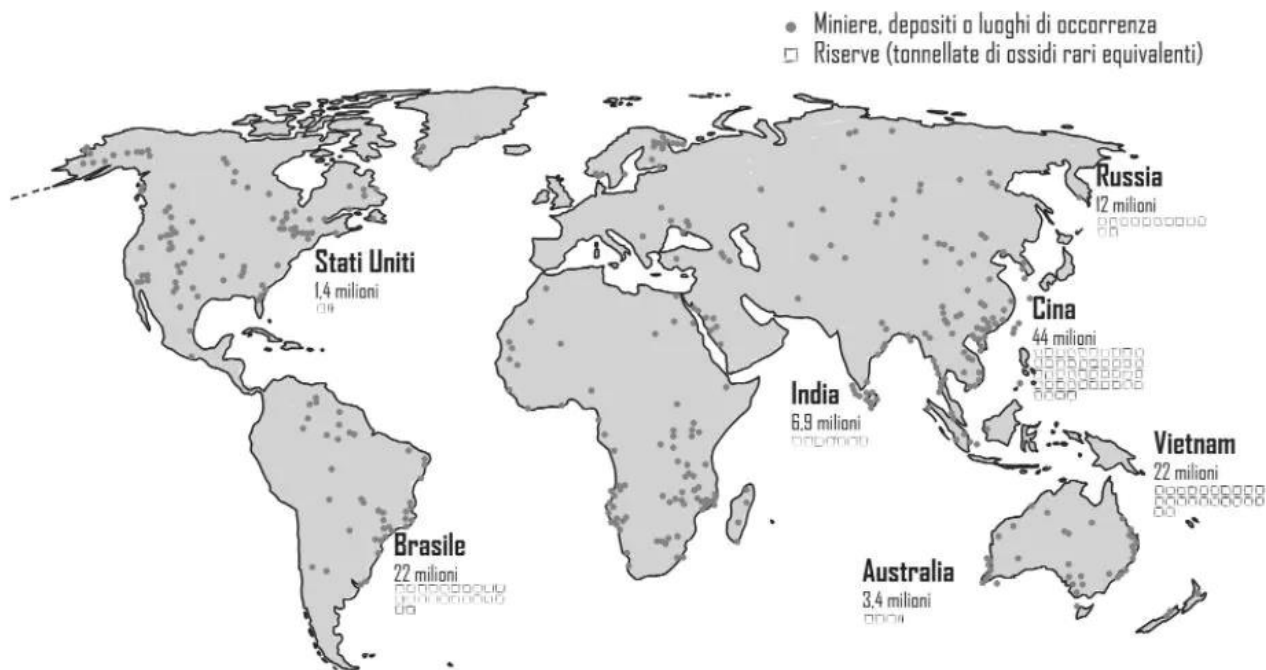 Miniere, depositi o luoghi di occorrenza
Riserve (tonnellate di ossidi rari equivalenti)
Russia
12 milioni
Stati Uniti
1,4 milioni
Cina
44 milioni
India
6,9 milioni
Vietnam
22 milioni
Brasile
22 milioni
Australia
3,4 milioni